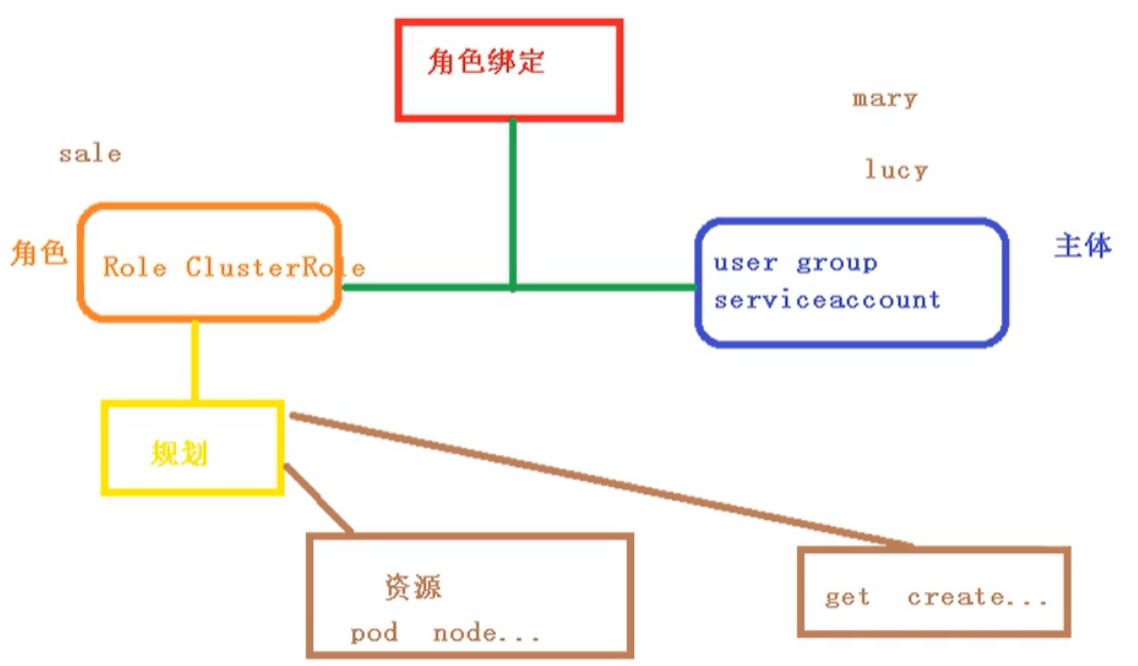 角色绑定
mary
sale
lucy
角色
Role ClusterRole
主体
user group
serviceaccount
规划
资源
pod node...
get create...